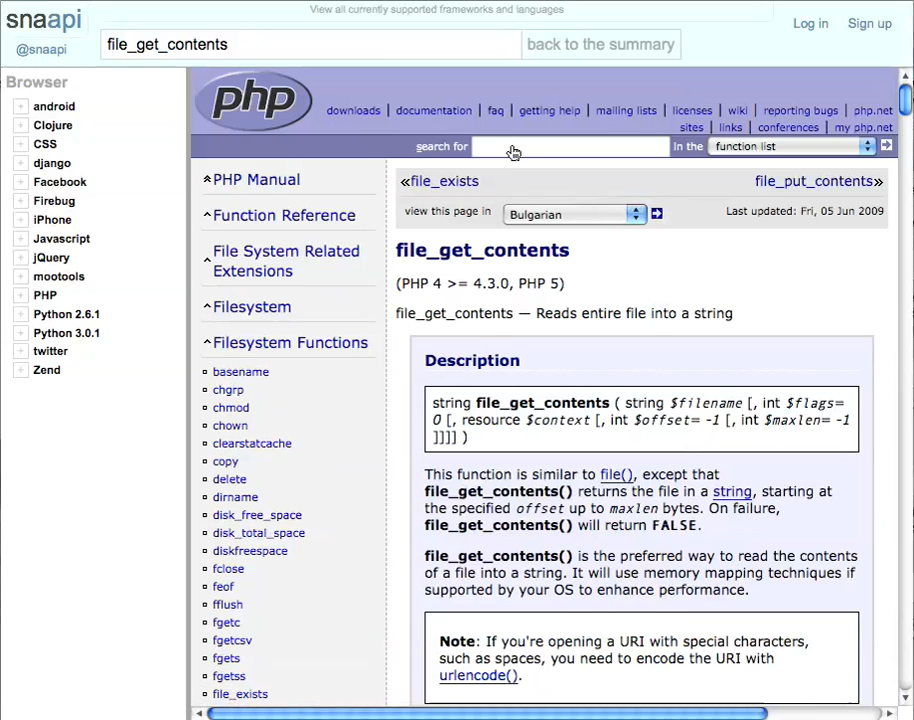 View all currently supported frameworks and languages
snaapi
@snaapi
file_get_contents
back to the summary
Log in
Sign up
Browser
android
Clojure
CSS
django
Facebook
Firebug
iPhone
Javascript
jQuery
mootools
PHP
Python 2.6.1
Python 3.0.1
twitter
Zend
php
downloads | documentation | faq | getting help | mailing lists | licenses | wiki | reporting bugs | php.net
sites | links | conferences | my php.net
search for
in the
function list
PHP Manual
Function Reference
File System Related
Extensions
Filesystem
Filesystem Functions
basename
chgrp
chmod
chown
clearstatcache
copy
delete
dirname
disk_free_space
disk_total_space
diskfreespace
fclose
feof
fflush
fgetc
fgetcsv
fgets
fgetss
file_exists
«file_exists
file_put_contents»
view this page in
Bulgarian
Last updated: Fri, 05 Jun 2009
file_get_contents
(PHP 4 >= 4.3.0, PHP 5)
file_get_contents — Reads entire file into a string
Description
string file_get_contents ( string $filename [, int $flags=
0 [, resource $context [, int $offset= -1 [, int $maxlen= -1
]]]] )
This function is similar to file(), except that
file_get_contents() returns the file in a string, starting at
the specified offset up to maxlen bytes. On failure,
file_get_contents() will return FALSE.
file_get_contents() is the preferred way to read the contents
of a file into a string. It will use memory mapping techniques if
supported by your OS to enhance performance.
Note: If you're opening a URI with special characters,
such as spaces, you need to encode the URI with
urlencode().